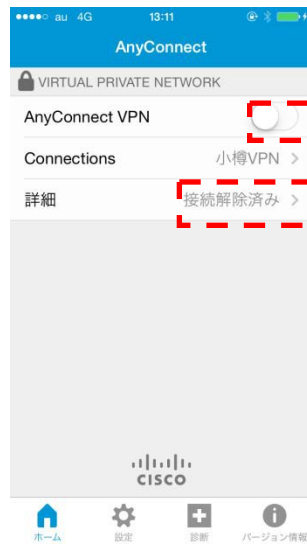 au 4G 13:11
AnyConnect
VIRTUAL PRIVATE NETWORK
AnyConnect VPN
Connections 小樽VPN
詳細 接続解除済み
CISCO
ホーム 設定 診断 バージョン情報